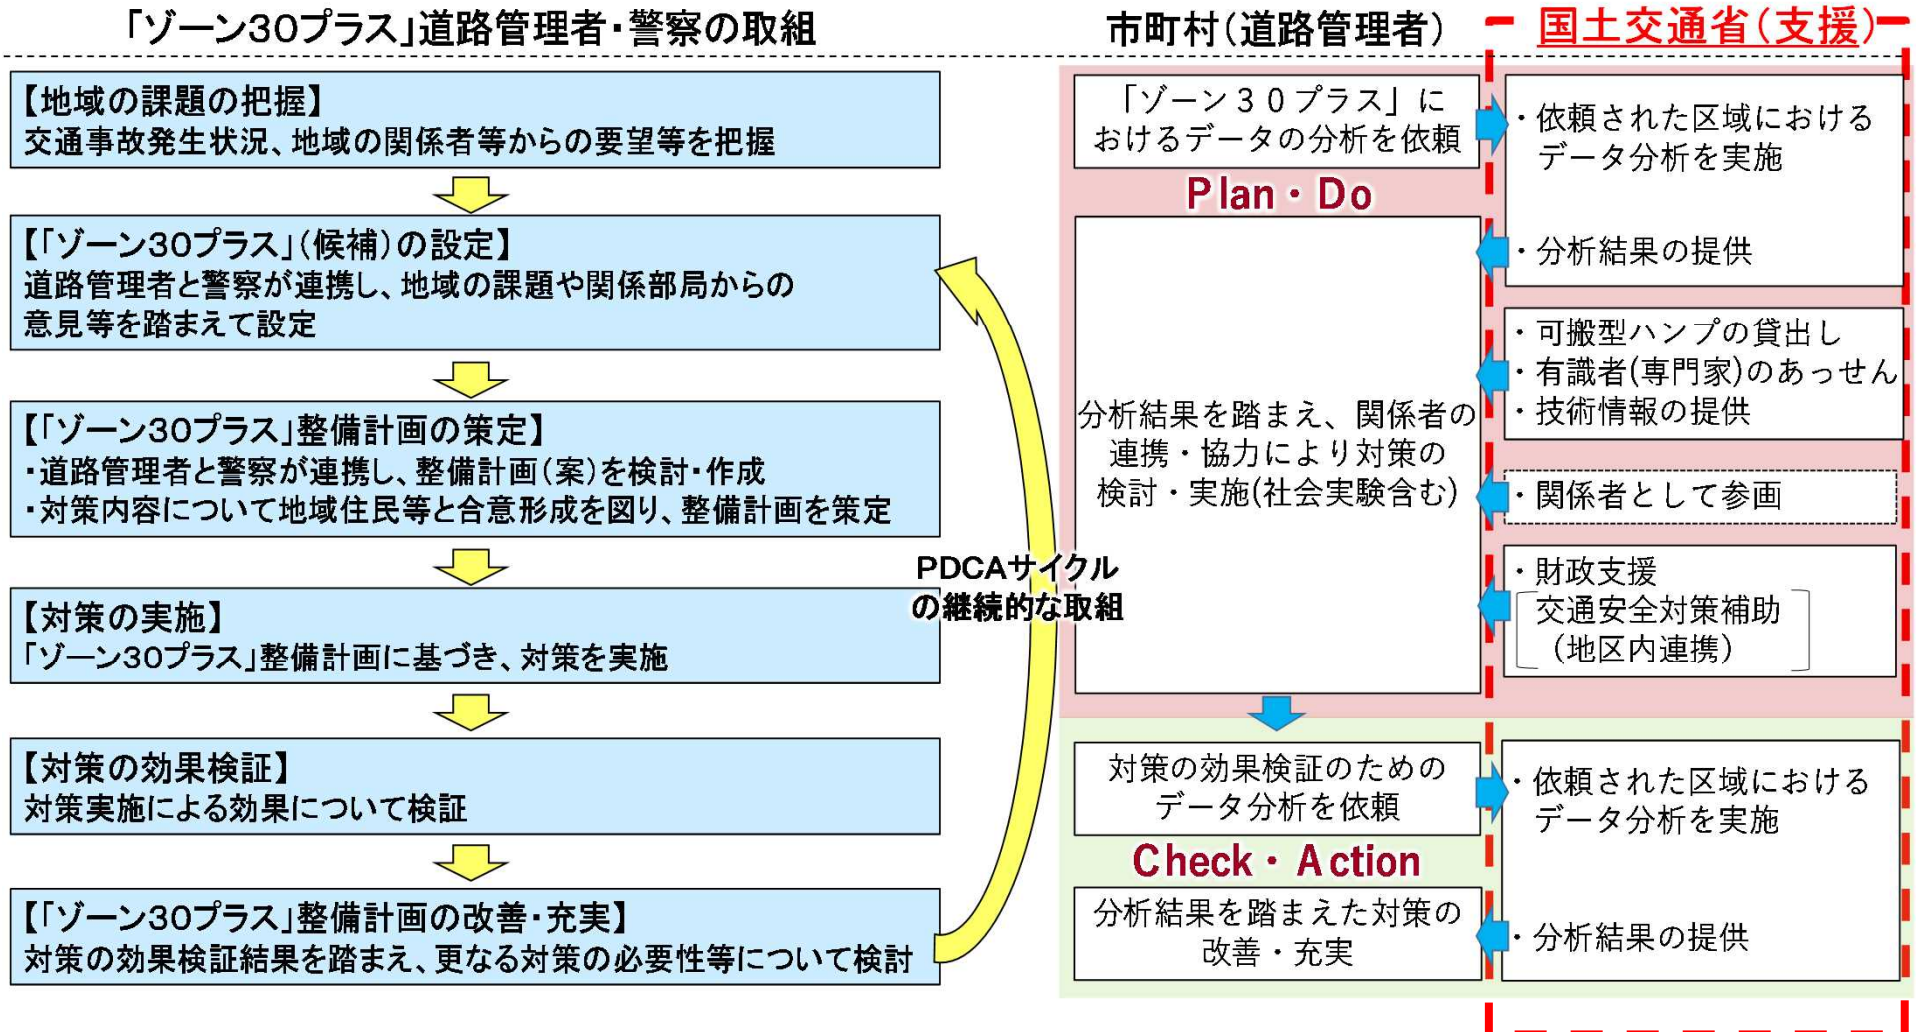 「ゾーン30プラス」道路管理者・警察の取組
【地域の課題の把握】
交通事故発生状況、地域の関係者等からの要望等を把握
【「ゾーン30プラス」(候補)の設定】
道路管理者と警察が連携し、地域の課題や関係部局からの
意見等を踏まえて設定
【「ゾーン30プラス」整備計画の策定】
・道路管理者と警察が連携し、整備計画(案)を検討・作成
・対策内容について地域住民等と合意形成を図り、整備計画を策定
【対策の実施】
「ゾーン30プラス」整備計画に基づき、対策を実施
【対策の効果検証】
対策実施による効果について検証
【「ゾーン30プラス」整備計画の改善・充実】
対策の効果検証結果を踏まえ、更なる対策の必要性等について検討
PDCAサイクル
の継続的な取組
市町村(道路管理者)
「ゾーン30プラス」に
おけるデータの分析を依頼
Plan・Do
分析結果を踏まえ、関係者の
連携・協力により対策の
検討・実施(社会実験含む)
対策の効果検証のための
データ分析を依頼
Check・Action
分析結果を踏まえた対策の
改善・充実
国土交通省(支援)
・依頼された区域における
データ分析を実施
・分析結果の提供
・可搬型ハンプの貸出し
・有識者(専門家)のあっせん
・技術情報の提供
・関係者として参画
・財政支援
交通安全対策補助
(地区内連携)
・依頼された区域における
データ分析を実施
・分析結果の提供